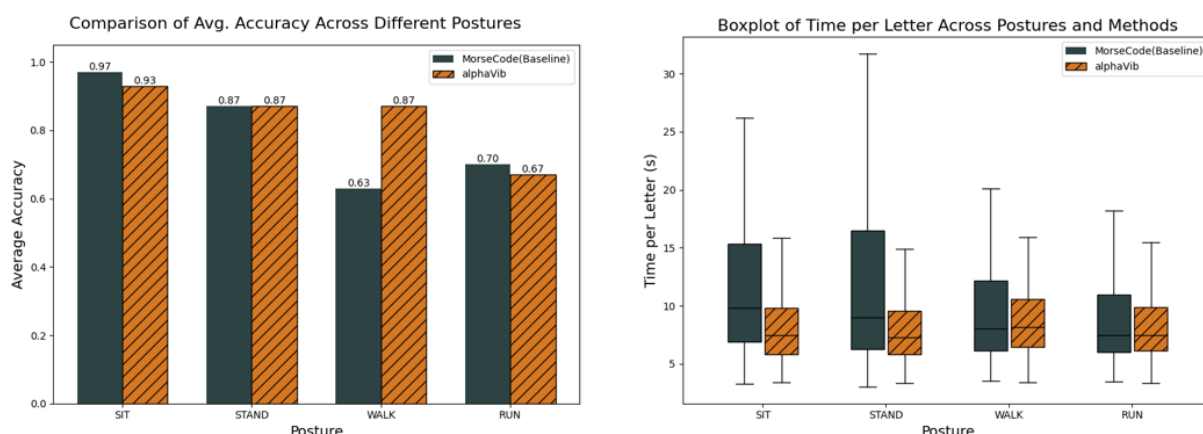 Comparison of Avg. Accuracy Across Different Postures
MorseCode(Baseline)
alphaVib
1.0
0.8
0.6
0.4
0.2
0.0
Average Accuracy
0.97
0.93
0.87
0.87
0.63
0.87
0.70
0.67
SIT
STAND
WALK
RUN
Posture
Boxplot of Time per Letter Across Postures and Methods
MorseCode(Baseline)
alphaVib
30
25
20
15
10
5
Time per Letter (s)
SIT
STAND
WALK
RUN
Posture